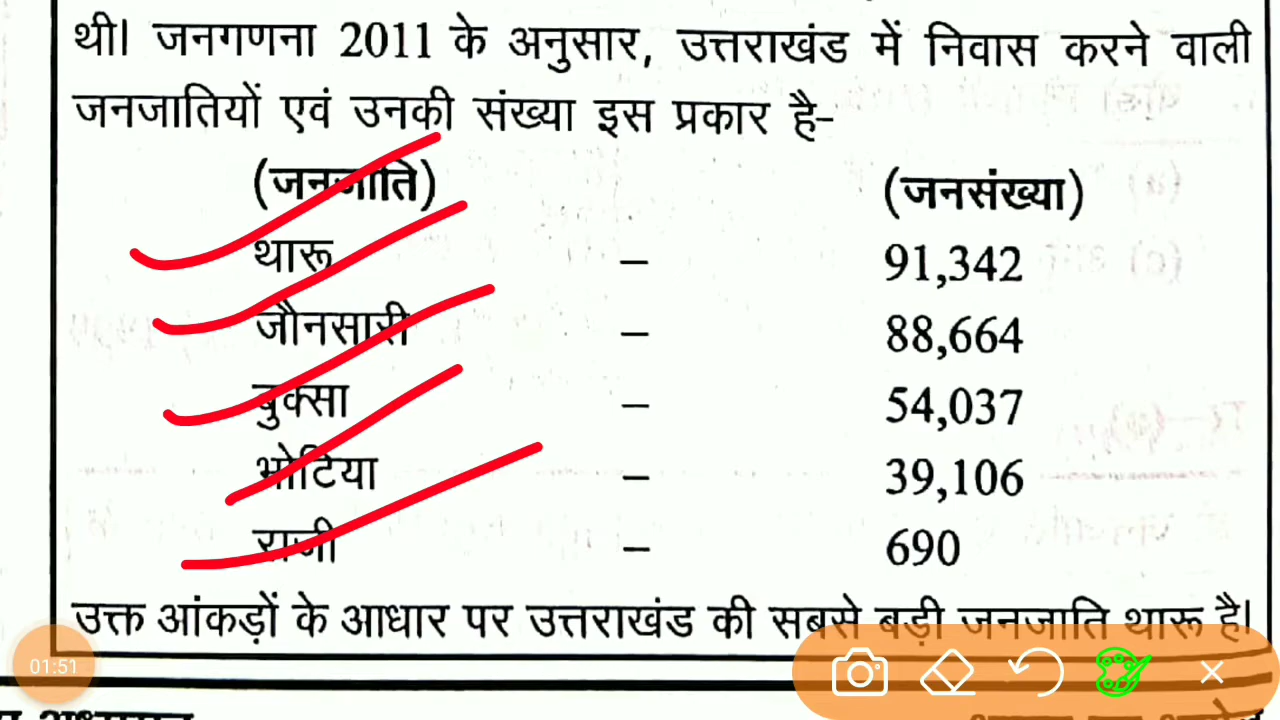 थी। जनगणना 2011 के अनुसार, उत्तराखंड में निवास करने वाली
जनजातियों एवं उनकी संख्या इस प्रकार है-
(जनजाति) (जनसंख्या)
थारू – 91,342
जौनसारी – 88,664
बुक्सा – 54,037
भोटिया – 39,106
राजी – 690
उक्त आंकड़ों के आधार पर उत्तराखंड की सबसे बड़ी जनजाति थारू है।
01:51